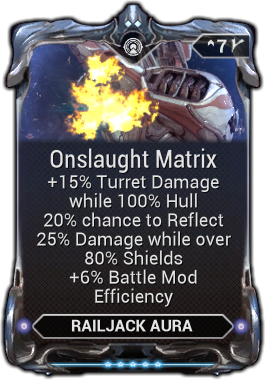 ^7
Onslaught Matrix
+15% Turret Damage
while 100% Hull
20% chance to Reflect
25% Damage while over
80% Shields
+6% Battle Mod
Efficiency
RAILJACK AURA